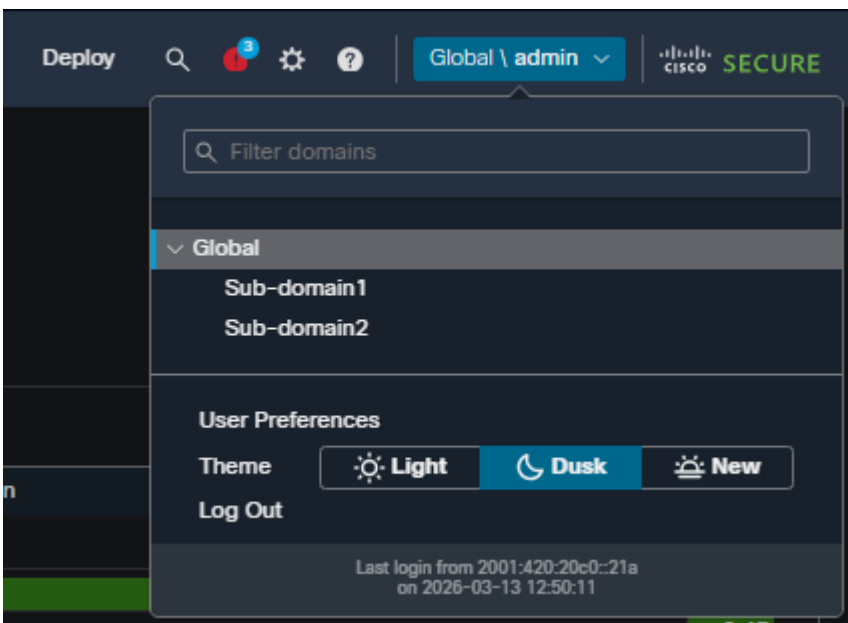 Deploy
3
Global \ admin
cisco SECURE
Filter domains
Global
Sub-domain1
Sub-domain2
User Preferences
Theme
Light
Dusk
New
n
Log Out
Last login from 2001:420:20c0::21a
on 2026-03-13 12:50:11